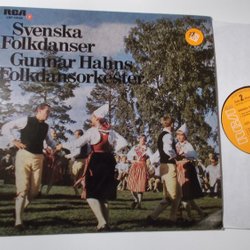 RCA
Svenska
Folkdanser
Gunnar Hahns
Folkdansorkester
RCA